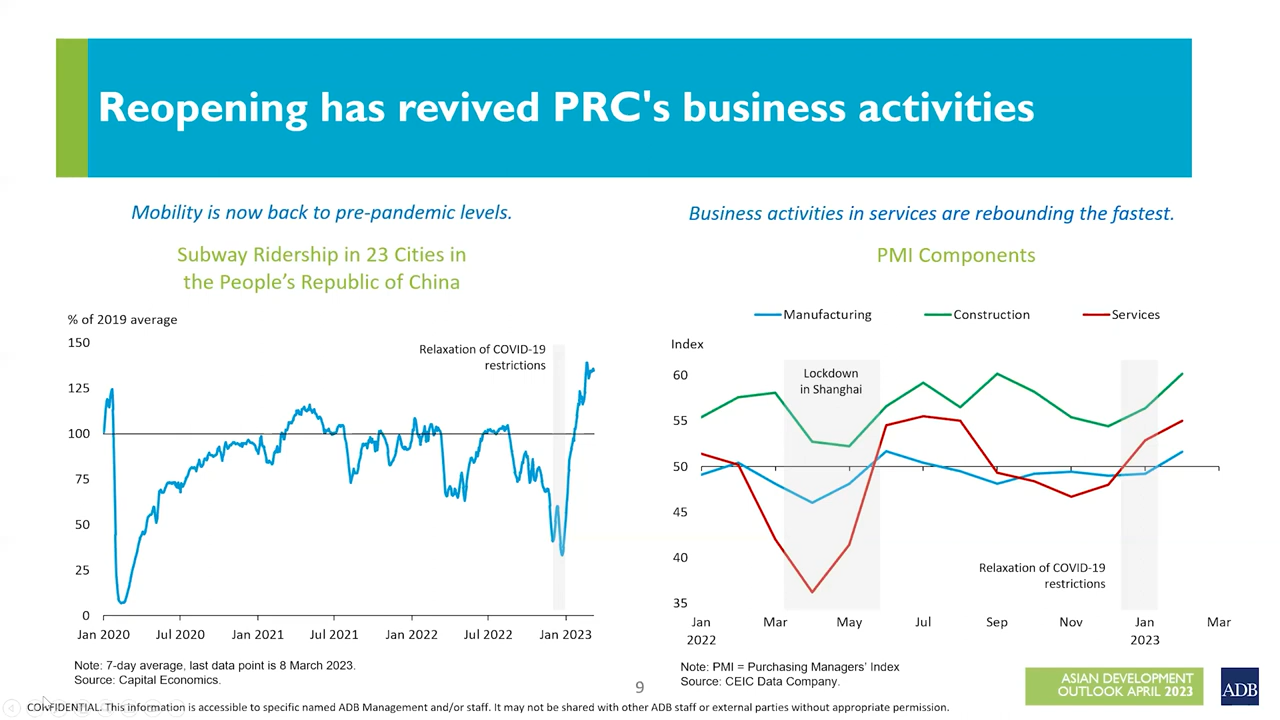 Reopening has revived PRC's business activities
Mobility is now back to pre-pandemic levels.
Subway Ridership in 23 Cities in
the People's Republic of China
% of 2019 average
150
125
100
75
50
25
0
Relaxation of COVID-19
restrictions
Jan 2020
Jul 2020
Jan 2021
Jul 2021
Jan 2022
Jul 2022
Jan 2023
Note: 7-day average, last data point is 8 March 2023.
Source: Capital Economics.
Business activities in services are rebounding the fastest.
PMI Components
Manufacturing
Construction
Services
Index
60
55
50
45
40
35
Lockdown
in Shanghai
Relaxation of COVID-19
restrictions
Jan
2022
Mar
May
Jul
Sep
Nov
Jan
2023
Mar
Note: PMI = Purchasing Managers' Index
Source: CEIC Data Company.
9
ASIAN DEVELOPMENT
OUTLOOK APRIL 2023
ADB
CONFIDENTIAL. This information is accessible to specific named ADB Management and/or staff. It may not be shared with other ADB staff or external parties without appropriate permission.